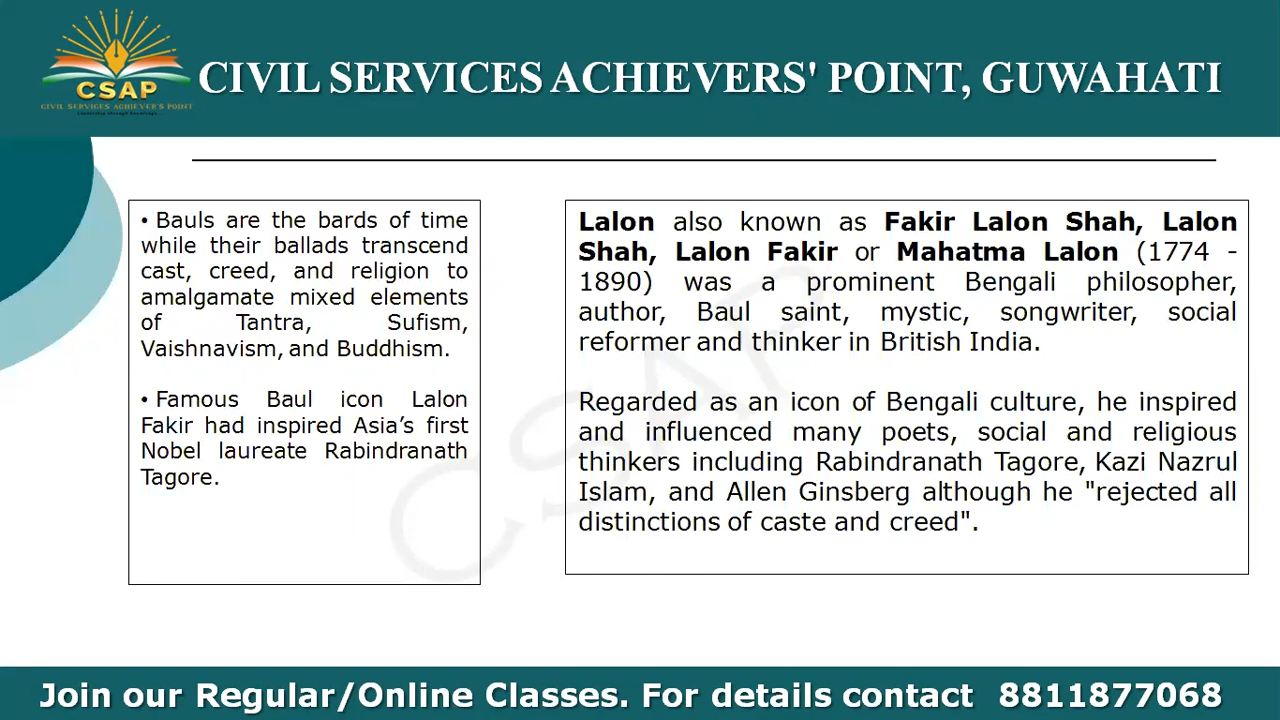 CSAP
CIVIL SERVICES ACHIEVER'S POINT
CIVIL SERVICES ACHIEVERS' POINT, GUWAHATI
• Bauls are the bards of time
while their ballads transcend
cast, creed, and religion to
amalgamate mixed elements
of Tantra, Sufism,
Vaishnavism, and Buddhism.
• Famous Baul icon Lalon
Fakir had inspired Asia's first
Nobel laureate Rabindranath
Tagore.
Lalon also known as Fakir Lalon Shah, Lalon
Shah, Lalon Fakir or Mahatma Lalon (1774 -
1890) was a prominent Bengali philosopher,
author, Baul saint, mystic, songwriter, social
reformer and thinker in British India.
Regarded as an icon of Bengali culture, he inspired
and influenced many poets, social and religious
thinkers including Rabindranath Tagore, Kazi Nazrul
Islam, and Allen Ginsberg although he "rejected all
distinctions of caste and creed".
CSAP
Join our Regular/Online Classes. For details contact 8811877068